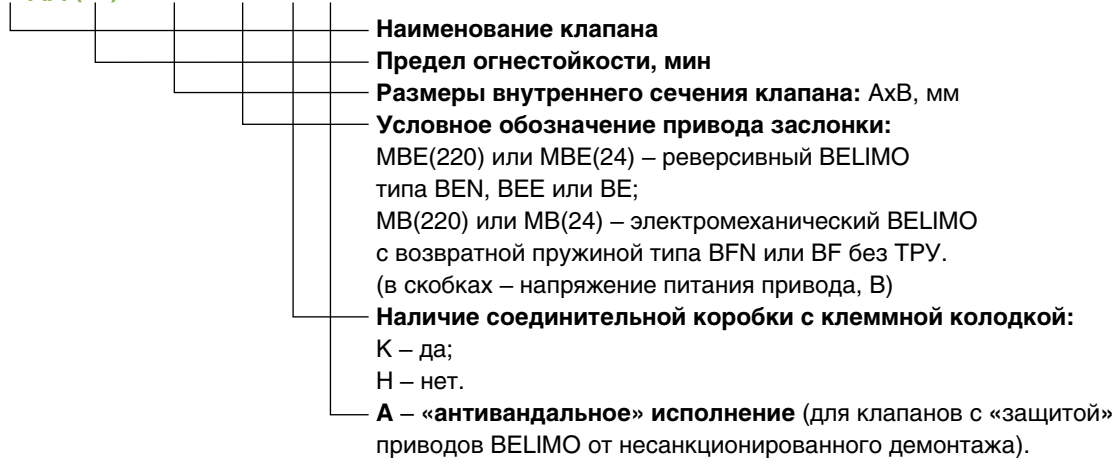 Наименование клапана
Предел огнестойкости, мин
Размеры внутреннего сечения клапана: АхВ, мм
Условное обозначение привода заслонки:
МВЕ(220) или МВЕ(24) – реверсивный BELIMO
типа BEN, BEE или BE;
МВ(220) или МВ(24) – электромеханический BELIMO
с возвратной пружиной типа BFN или BF без ТРУ.
(в скобках – напряжение питания привода, В)
Наличие соединительной коробки с клеммной колодкой:
К – да;
Н – нет.
А – «антивандальное» исполнение (для клапанов с «защитой»
приводов BELIMO от несанкционированного демонтажа).